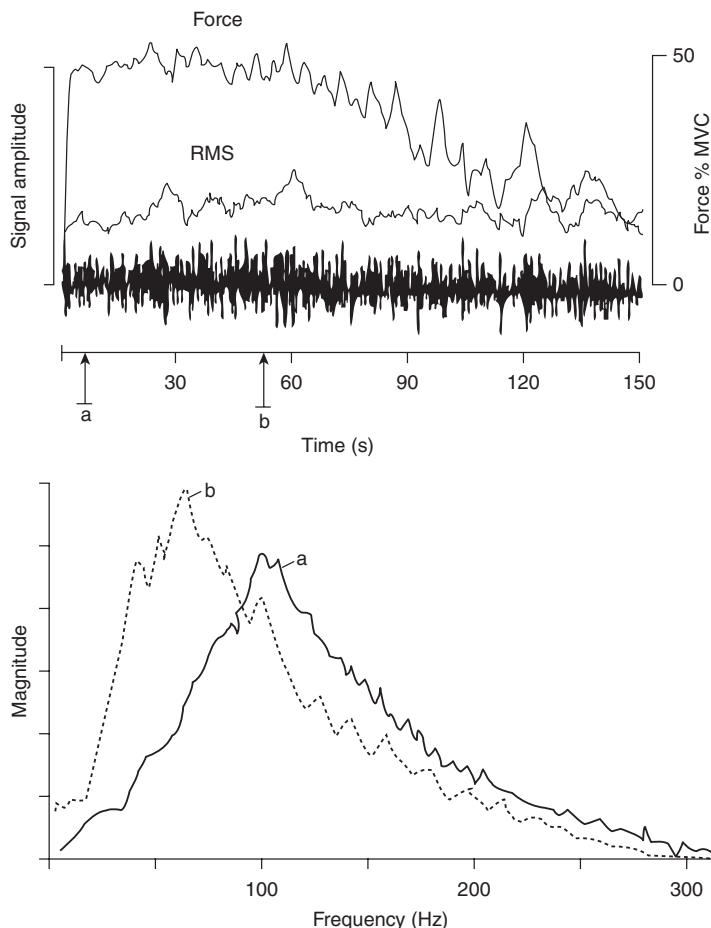 Force
50
RMS
Signal amplitude
Force % MVC
0
30
60
90
120
150
a
b
Time (s)
b
a
Magnitude
100
200
300
Frequency (Hz)